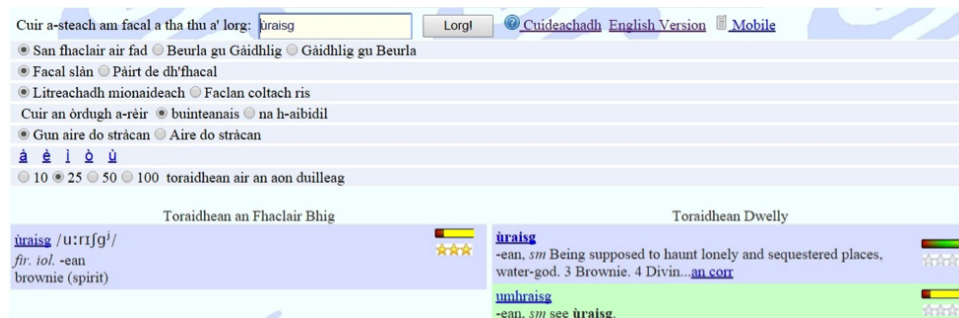 Cuir a-steach am facal a tha thu a' lorg: ùraisg Lorg! Cuideachadh English Version Mobile
San fhaclair air fad Beurla gu Gàidhlig Gàidhlig gu Beurla
Facal slàn Pàirt de dh'fhacal
Litreachadh mionaideach Faclan coltach ris
Cuir an òrdugh a-rèir buinteanais na h-aibidil
Gun aire do stràcan Aire do stràcan
à è ì ò ù
10 25 50 100 toraidhean air an aon duilleag
Toraidhean an Fhaclair Bhig
ùraisg /uːrɪʃgʲ/
fir. iol. -ean
brownie (spirit)
Toraidhean Dwelly
ùraisg
-ean, sm Being supposed to haunt lonely and sequestered places,
water-god. 3 Brownie. 4 Divin...an corr
umhraisg
-ean, sm see ùraisg.